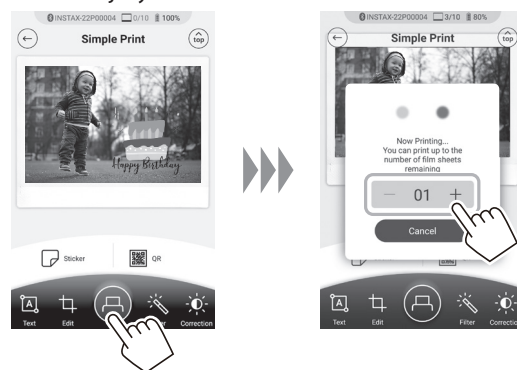 INSTAX-22P00004 0/10 100%
Simple Print
top
Happy Birthday
Sticker
QR
Text
Edit
Correction
INSTAX-22P00004 3/10 80%
Simple Print
top
Now Printing...
You can print up to the
number of film sheets
remaining
01
Cancel
Text
Edit
Filter
Correction